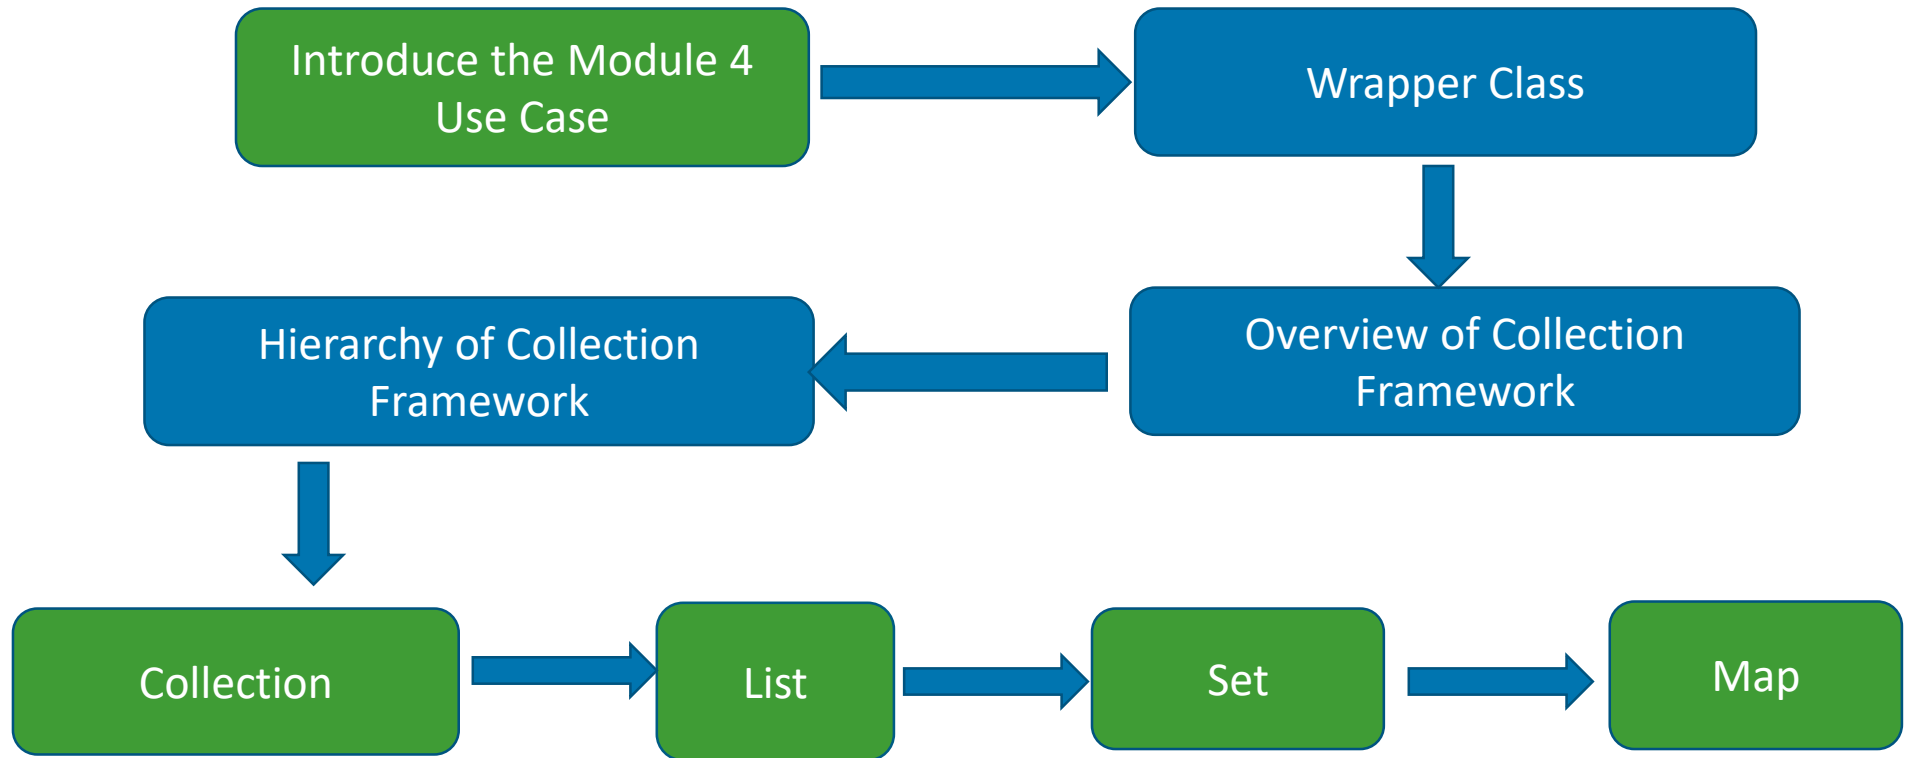 Introduce the Module 4
Use Case
Wrapper Class
Overview of Collection
Framework
Hierarchy of Collection
Framework
Collection
List
Set
Map